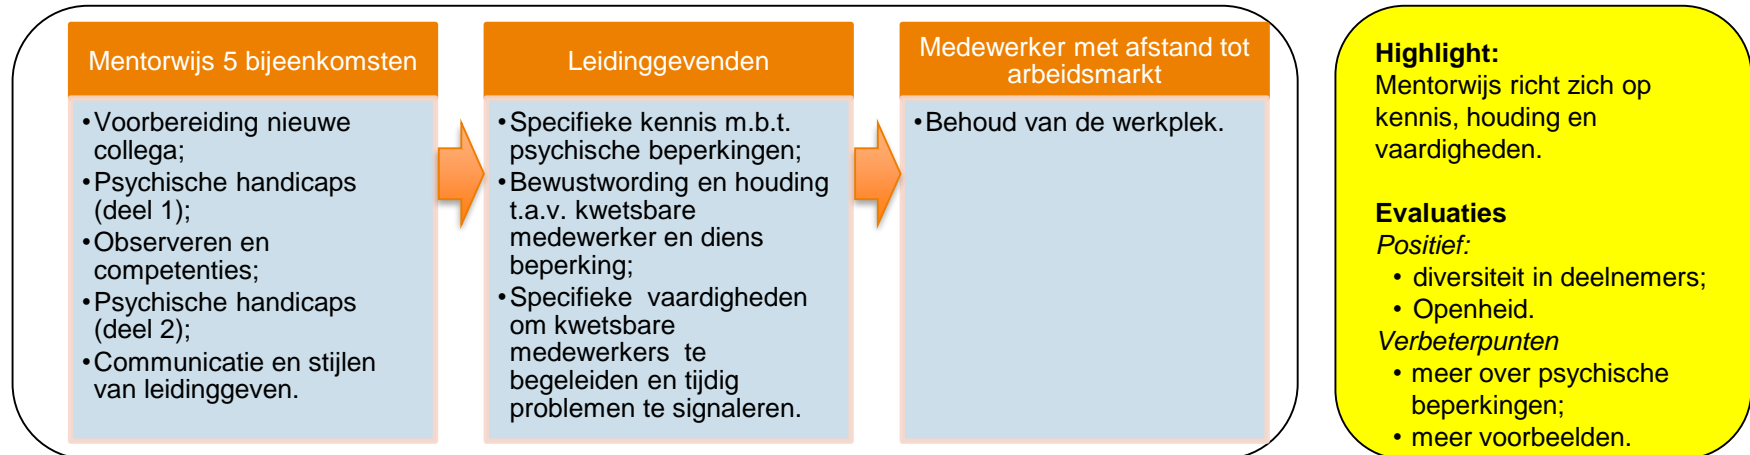 Mentorwijs 5 bijeenkomsten
•Voorbereiding nieuwe
collega;
•Psychische handicaps
(deel 1);
•Observeren en
competenties;
•Psychische handicaps
(deel 2);
•Communicatie en stijlen
van leidinggeven.
Leidinggevenden
•Specifieke kennis m.b.t.
psychische beperkingen;
•Bewustwording en houding
t.a.v. kwetsbare
medewerker en diens
beperking;
•Specifieke vaardigheden
om kwetsbare
medewerkers te
begeleiden en tijdig
problemen te signaleren.
Medewerker met afstand tot
arbeidsmarkt
•Behoud van de werkplek.
Highlight:
Mentorwijs richt zich op
kennis, houding en
vaardigheden.
Evaluaties
Positief:
• diversiteit in deelnemers;
• Openheid.
Verbeterpunten
• meer over psychische
beperkingen;
• meer voorbeelden.